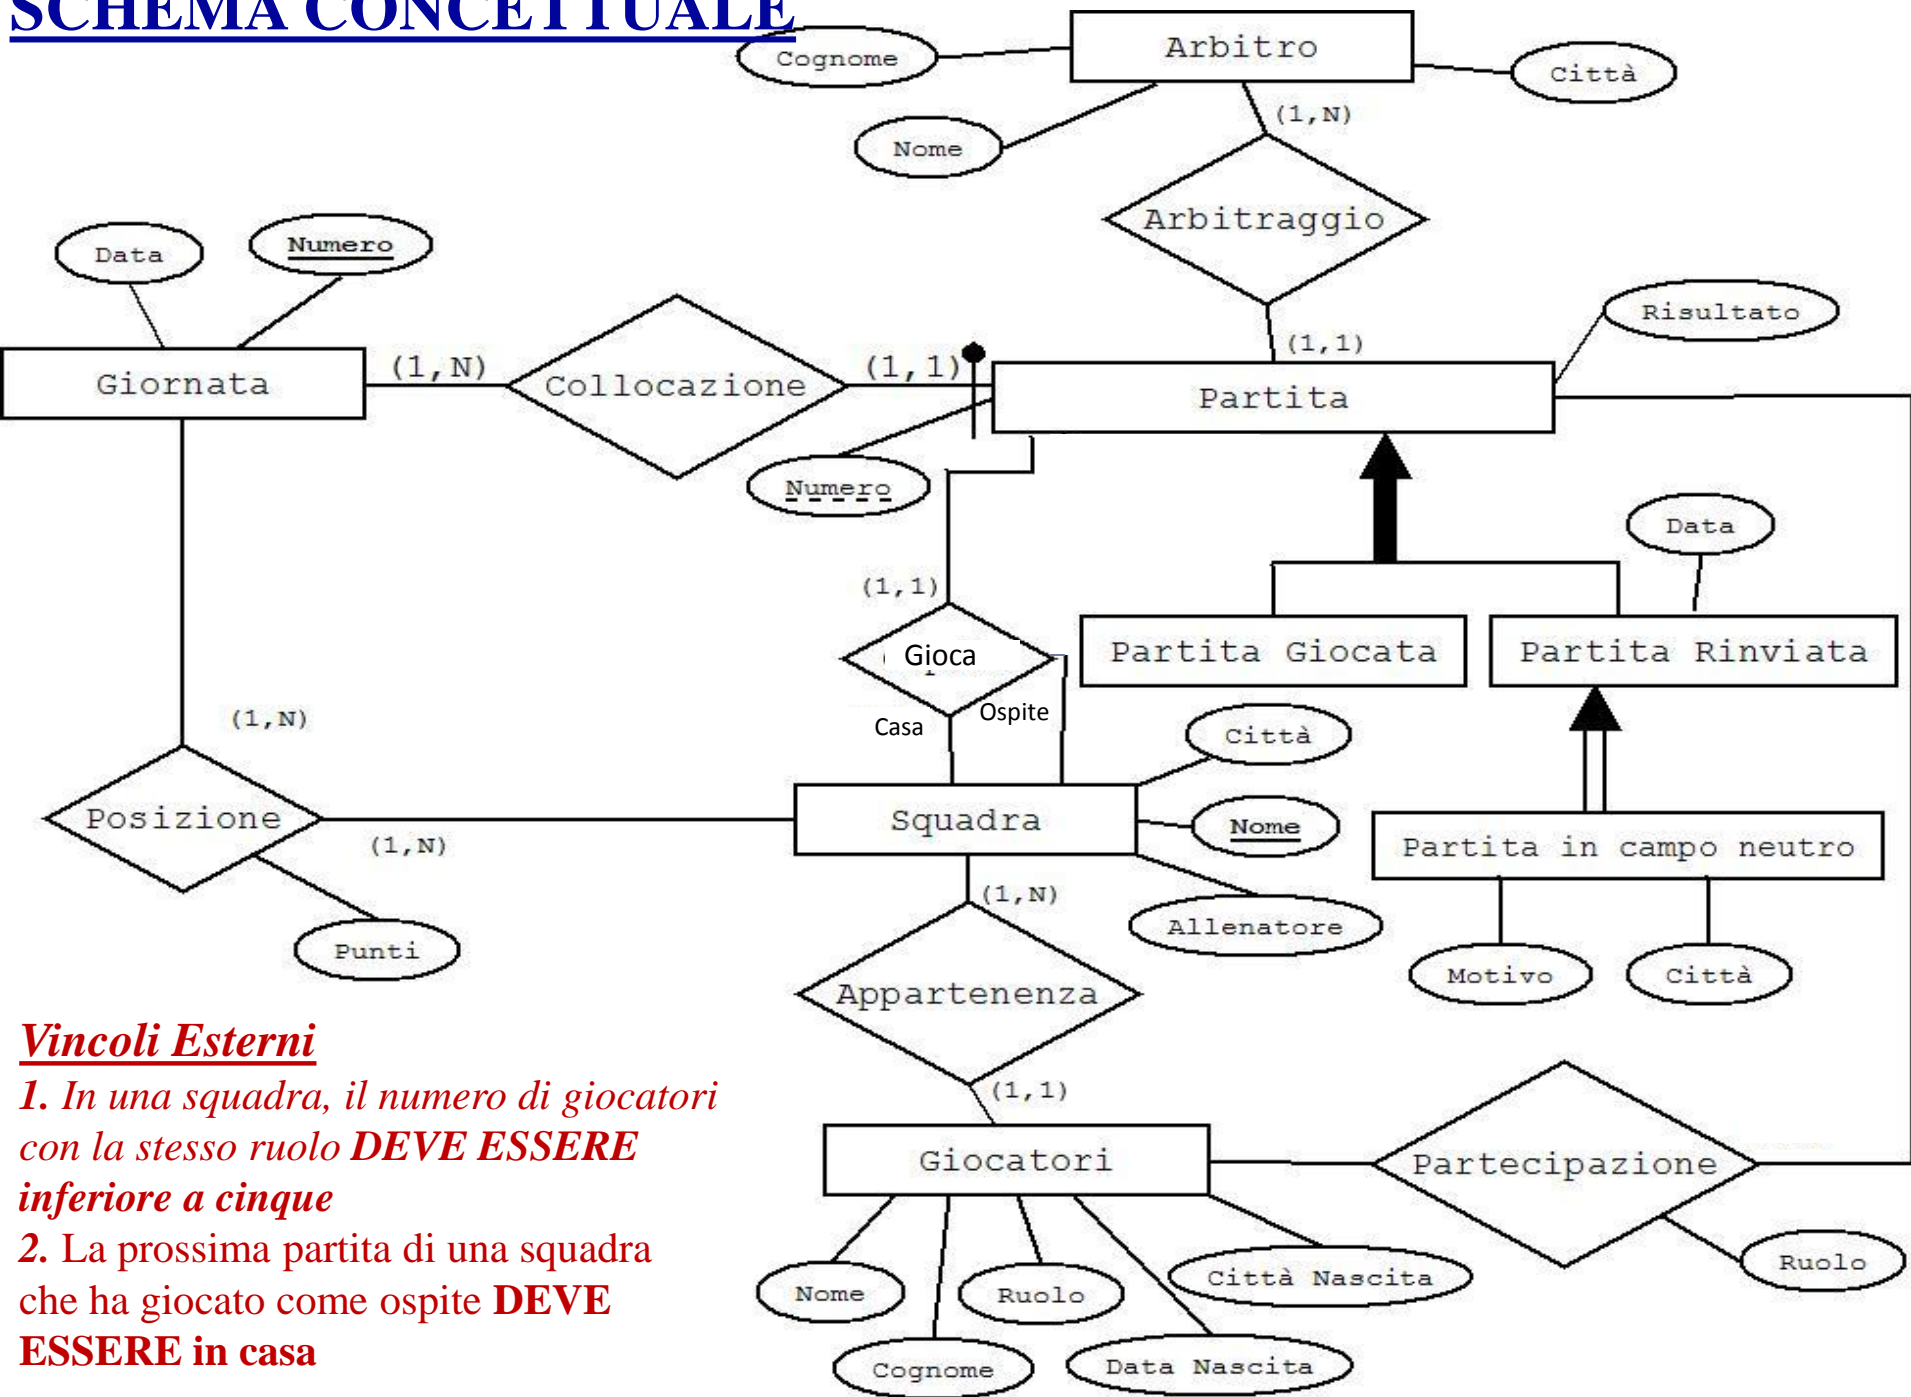 SCHEMA CONCETTUALE
Cognome
Arbitro
Città
(1,N)
Nome
Arbitraggio
Data
Numero
Risultato
(1,1)
Giornata
(1,N)
Collocazione
(1,1)
Partita
Numero
Data
(1,1)
Gioca
Partita Giocata
Partita Rinviata
Casa
Ospite
(1,N)
Città
Posizione
(1,N)
Squadra
Nome
Partita in campo neutro
(1,N)
Allenatore
Punti
Motivo
Città
Appartenenza
Vincoli Esterni
1. In una squadra, il numero di giocatori
con la stesso ruolo DEVE ESSERE
inferiore a cinque
2. La prossima partita di una squadra
che ha giocato come ospite DEVE
ESSERE in casa
(1,1)
Giocatori
Partecipazione
Nome
Ruolo
Città Nascita
Ruolo
Cognome
Data Nascita